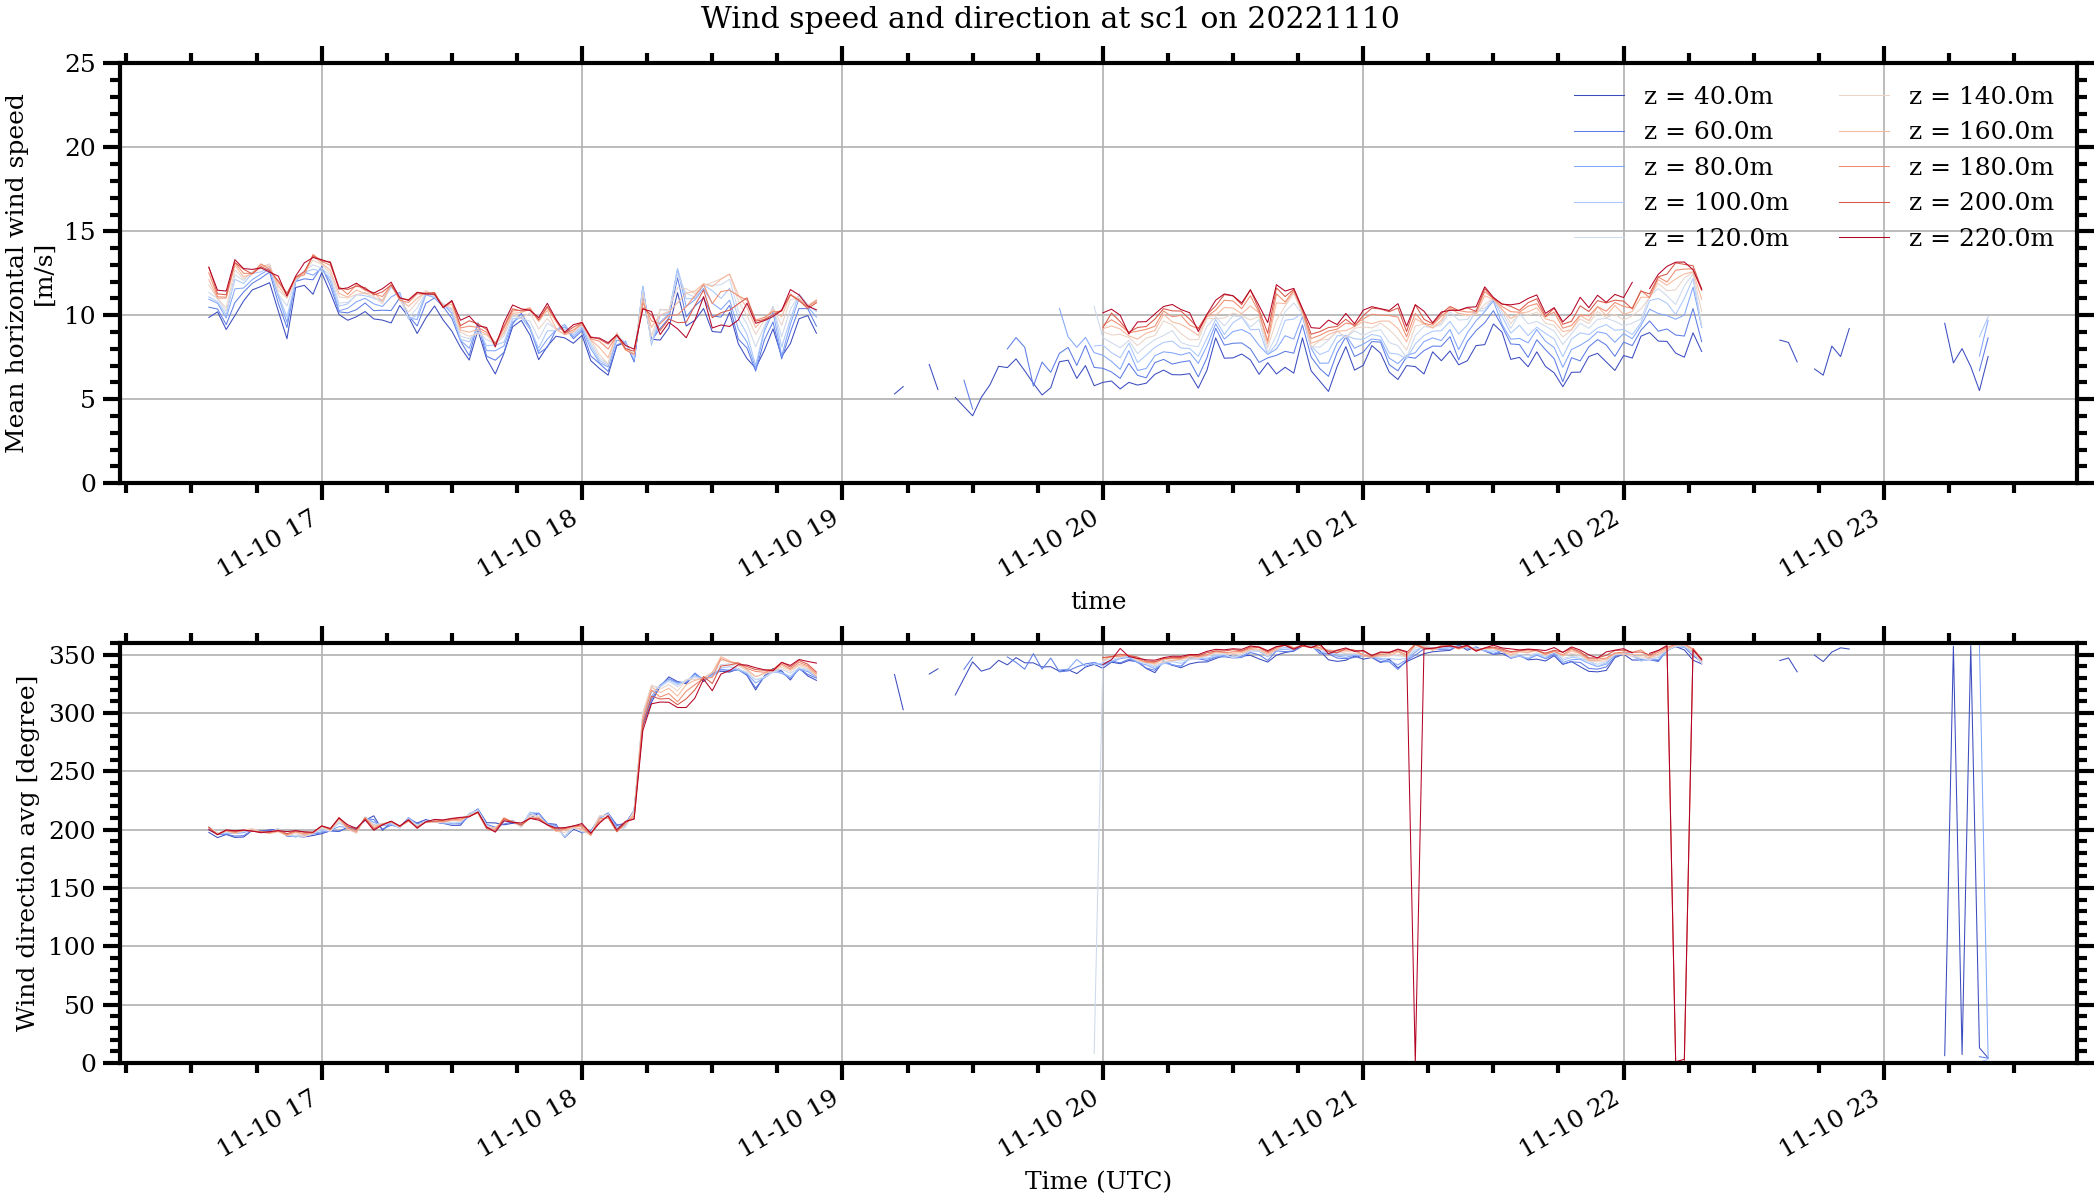 Wind speed and direction at sc1 on 20221110
Mean horizontal wind speed
[m/s]
25
20
15
10
5
0
z = 40.0m
z = 60.0m
z = 80.0m
z = 100.0m
z = 120.0m
z = 140.0m
z = 160.0m
z = 180.0m
z = 200.0m
z = 220.0m
11-10 17
11-10 18
11-10 19
11-10 20
11-10 21
11-10 22
11-10 23
time
Wind direction avg [degree]
350
300
250
200
150
100
50
0
11-10 17
11-10 18
11-10 19
11-10 20
11-10 21
11-10 22
11-10 23
Time (UTC)